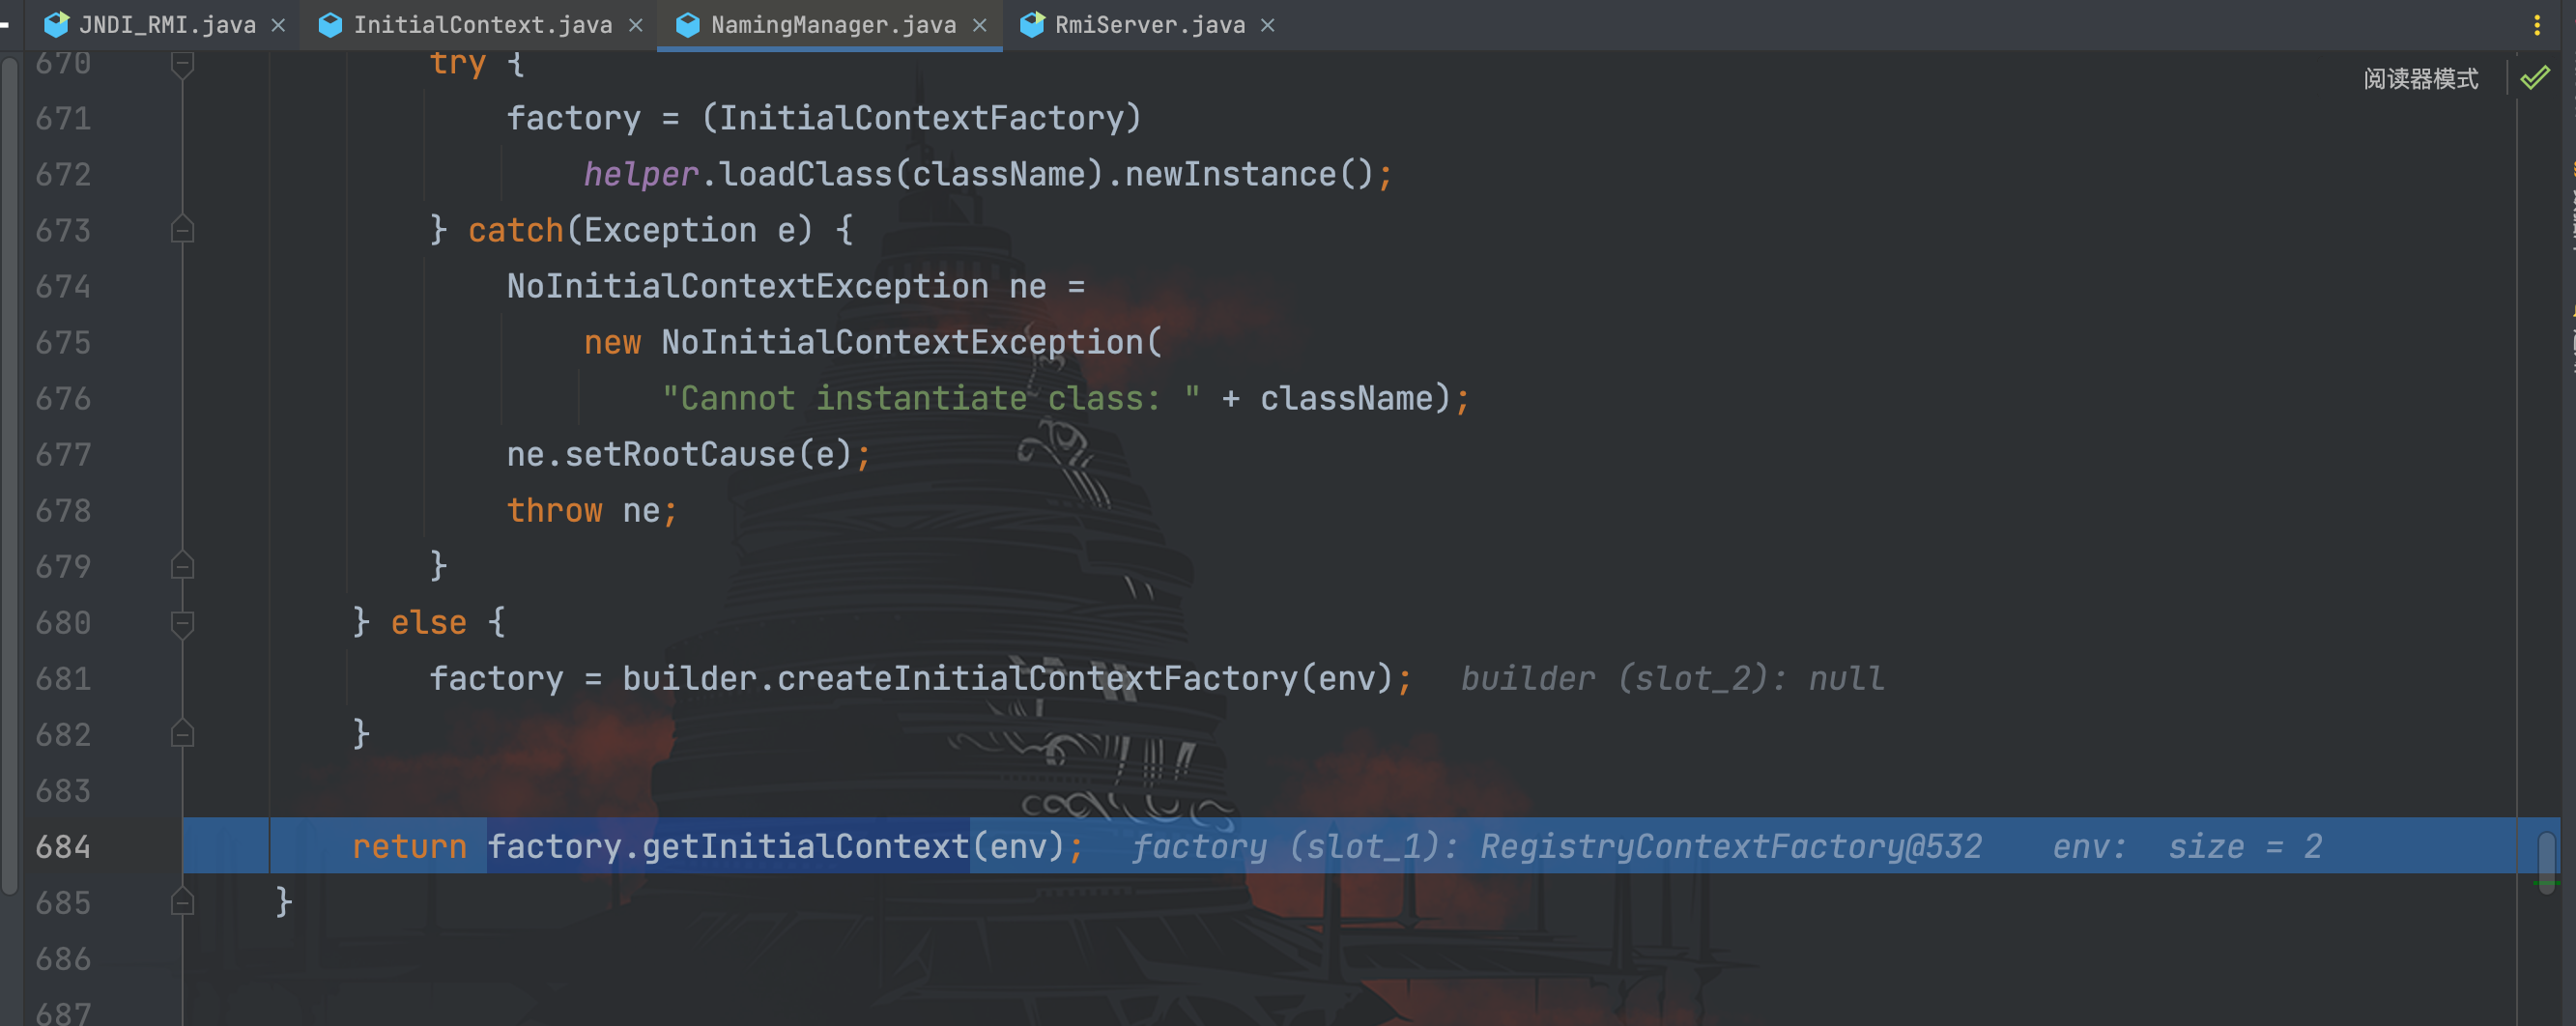 JNDI_RMI.java InitialContext.java NamingManager.java RmiServer.java
阅读器模式
670 try {
671 factory = (InitialContextFactory)
672 helper.loadClass(className).newInstance();
673 } catch(Exception e) {
674 NoInitialContextException ne =
675 new NoInitialContextException(
676 "Cannot instantiate class: " + className);
677 ne.setRootCause(e);
678 throw ne;
679 }
680 } else {
681 factory = builder.createInitialContextFactory(env); builder (slot_2): null
682 }
683
684 return factory.getInitialContext(env); factory (slot_1): RegistryContextFactory@532 env: size = 2
685 }
686
687